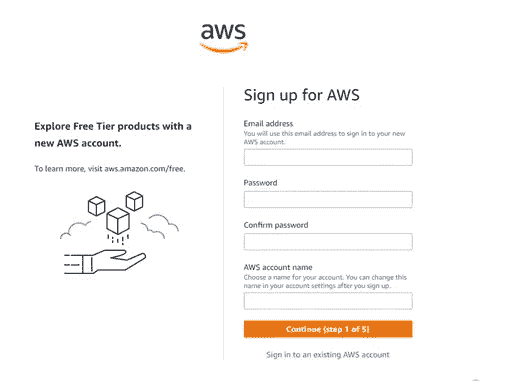 aws
Explore Free Tier products with a
new AWS account.
To learn more, visit aws.amazon.com/free.
Sign up for AWS
Email address
You will use this email address to sign in to your new
AWS account.
Password
Confirm password
AWS account name
Choose a name for your account. You can change this
name in your account settings after you sign up.
Continue (step 1 of 5)
Sign in to an existing AWS account